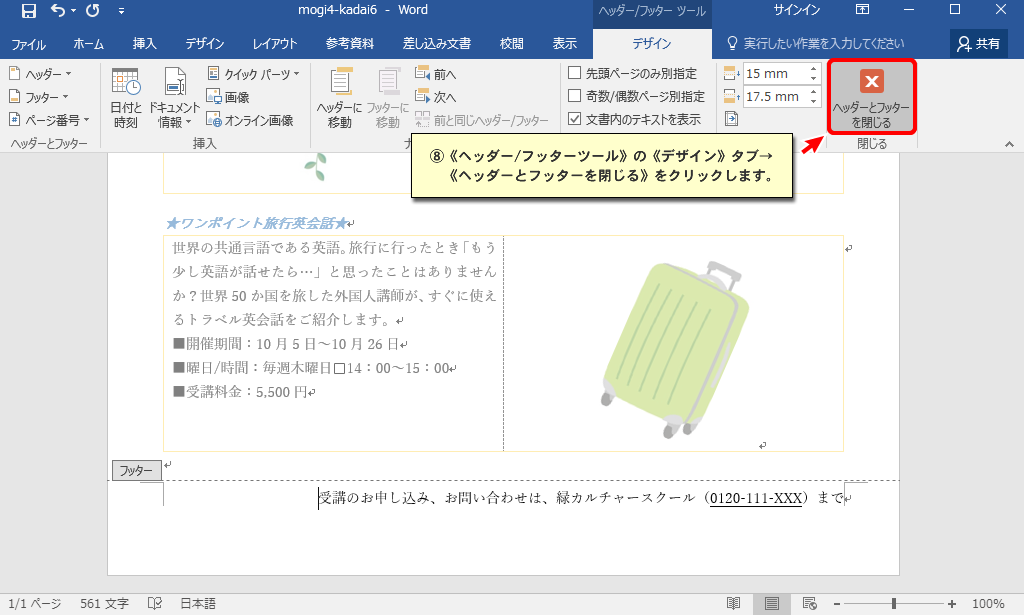 mogi4-kadai6 - Word
ヘッダー/フッター ツール
サインイン
ファイル ホーム 挿入 デザイン レイアウト 参考資料 差し込み文書 校閲 表示 デザイン 実行したい作業を入力してください 共有
ヘッダー
フッター
ページ番号
ヘッダーとフッター
日付と
時刻
ドキュメント
情報
クイック パーツ
画像
オンライン画像
挿入
ヘッダーに
移動
フッターに
移動
前へ
次へ
前と同じヘッダー/フッター
ナ
先頭ページのみ別指定
奇数/偶数ページ別指定
文書内のテキストを表示
15 mm
17.5 mm
ヘッダーとフッター
を閉じる
閉じる
⑧《ヘッダー/フッターツール》の《デザイン》タブ→
《ヘッダーとフッターを閉じる》をクリックします。
★ワンポイント旅行英会話★
世界の共通言語である英語。旅行に行ったとき「もう
少し英語が話せたら…」と思ったことはありません
か?世界 50 か国を旅した外国人講師が、すぐに使え
るトラベル英会話をご紹介します。
■開催期間:10 月 5 日～10 月 26 日
■曜日/時間:毎週木曜日□14:00～15:00
■受講料金:5,500 円
フッター
受講のお申し込み、お問い合わせは、緑カルチャースクール(0120-111-XXX)まで
1/1 ページ 561 文字 日本語
100%